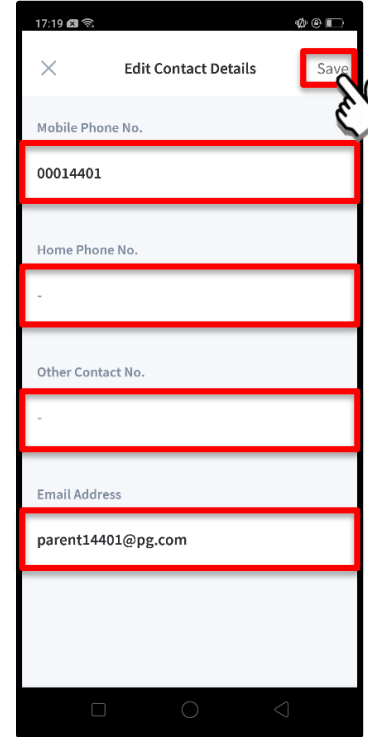 17:19
Edit Contact Details
Save
Mobile Phone No.
00014401
Home Phone No.
-
Other Contact No.
-
Email Address
parent14401@pg.com